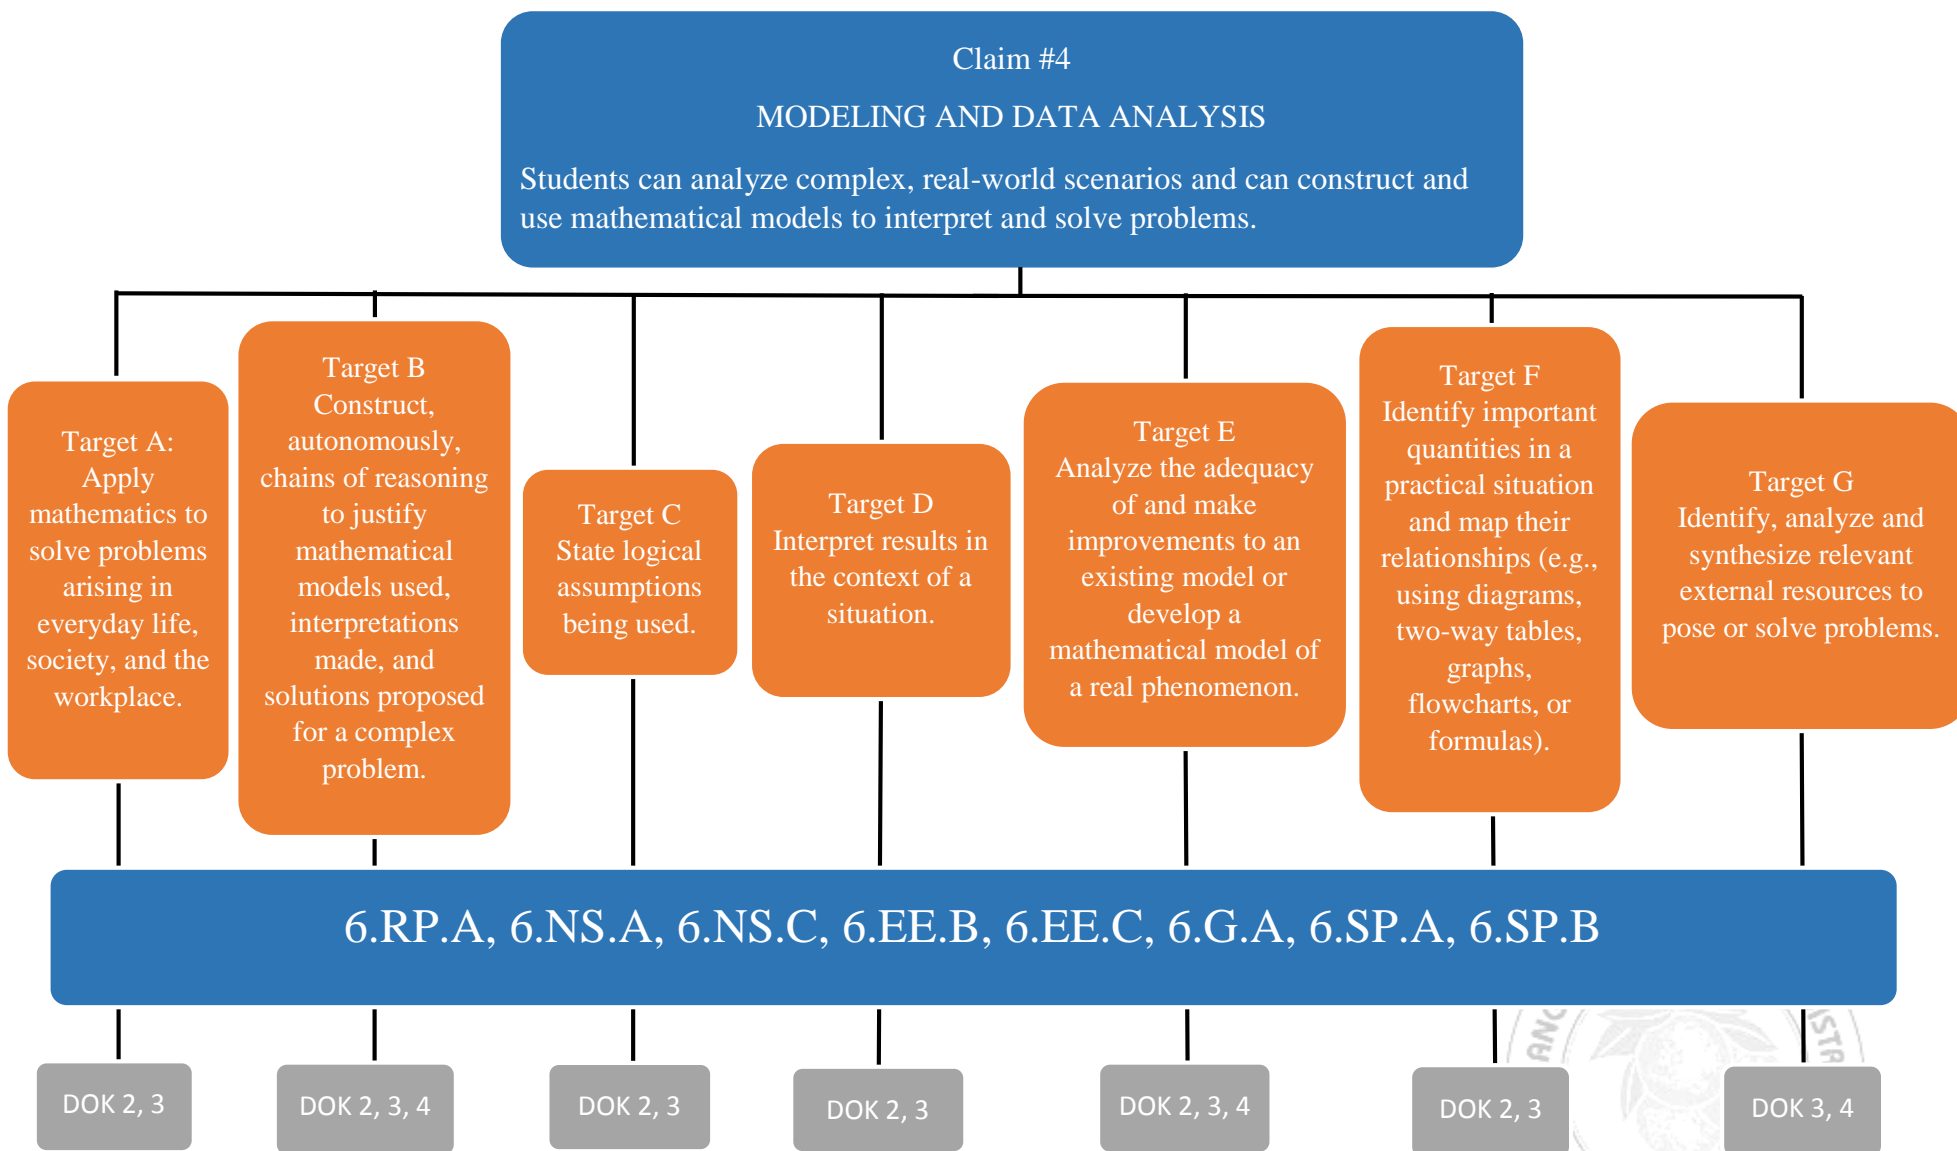 Claim #4
MODELING AND DATA ANALYSIS
Students can analyze complex, real-world scenarios and can construct and
use mathematical models to interpret and solve problems.
Target A:
Apply
mathematics to
solve problems
arising in
everyday life,
society, and the
workplace.
Target B
Construct,
autonomously,
chains of reasoning
to justify
mathematical
models used,
interpretations
made, and
solutions proposed
for a complex
problem.
Target C
State logical
assumptions
being used.
Target D
Interpret results in
the context of a
situation.
Target E
Analyze the adequacy
of and make
improvements to an
existing model or
develop a
mathematical model of
a real phenomenon.
Target F
Identify important
quantities in a
practical situation
and map their
relationships (e.g.,
using diagrams,
two-way tables,
graphs,
flowcharts, or
formulas).
Target G
Identify, analyze and
synthesize relevant
external resources to
pose or solve problems.
6.RP.A, 6.NS.A, 6.NS.C, 6.EE.B, 6.EE.C, 6.G.A, 6.SP.A, 6.SP.B
DOK 2, 3
DOK 2, 3, 4
DOK 2, 3
DOK 2, 3
DOK 2, 3, 4
DOK 2, 3
DOK 3, 4